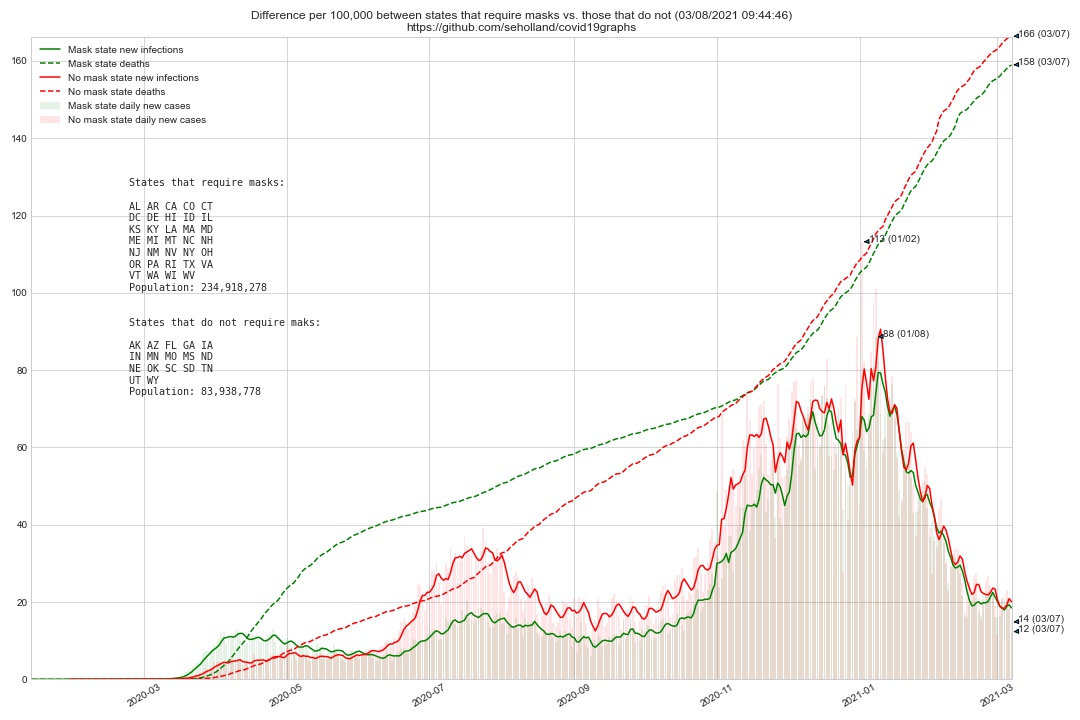 Difference per 100,000 between states that require masks vs. those that do not (03/08/2021 09:44:46)
https://github.com/seholland/covid19graphs
Mask state new infections
Mask state deaths
No mask state new infections
No mask state deaths
Mask state daily new cases
No mask state daily new cases
166 (03/07)
158 (03/07)
160
140
120
100
80
60
40
20
0
States that require masks:
AL AR CA CO CT
DC DE HI ID IL
KS KY LA MA MD
ME MI MT NC NH
NJ NM NV NY OH
OR PA RI TX VA
VT WA WI WV
Population: 234,918,278
States that do not require maks:
AK AZ FL GA IA
IN MN MO MS ND
NE OK SC SD TN
UT WY
Population: 83,938,778
(01/02)
88 (01/08)
14 (03/07)
12 (03/07)
2020-03
2020-05
2020-07
2020-09
2020-11
2021-01
2021-03